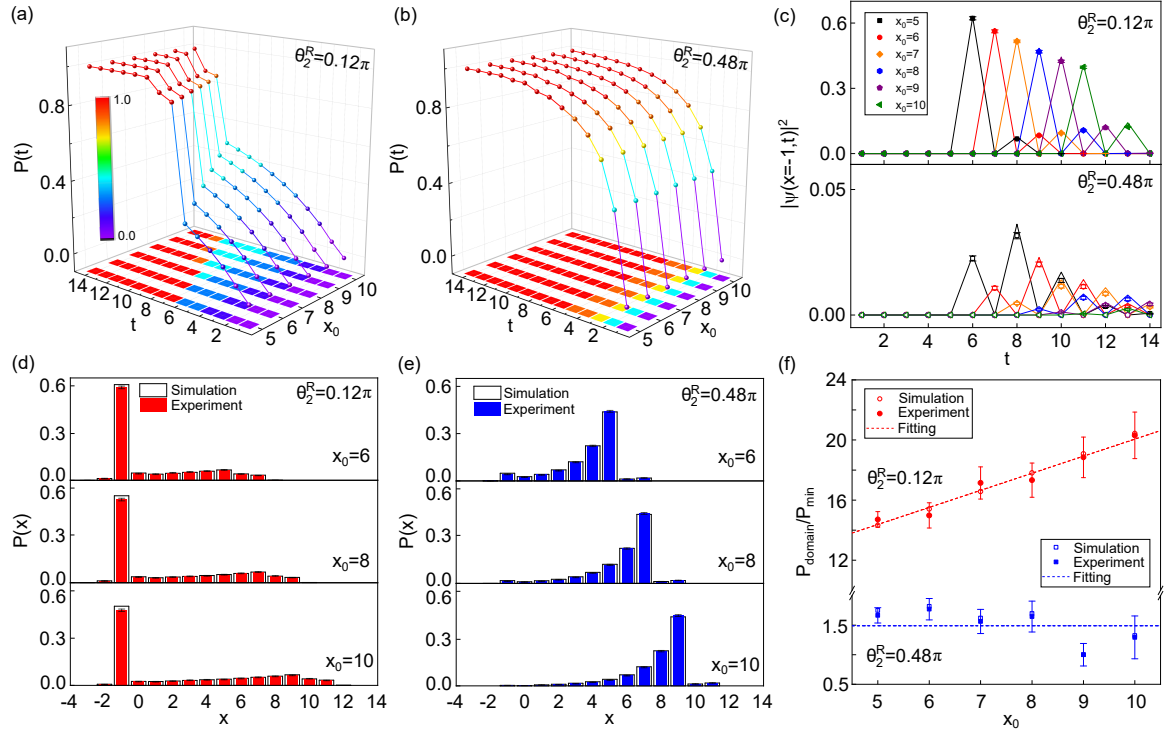 (a)
θ₂ᴿ=0.12π
P(t)
0.8
0.4
0.0
1.0
0.0
14
12
10
8
6
4
2
t
5
6
7
8
9
10
x₀
(b)
θ₂ᴿ=0.48π
P(t)
0.8
0.4
0.0
14
12
10
8
6
4
2
t
5
6
7
8
9
10
x₀
(c)
θ₂ᴿ=0.12π
x₀=5
x₀=6
x₀=7
x₀=8
x₀=9
x₀=10
0.6
0.3
0.0
|ψ(x=-1,t)|²
θ₂ᴿ=0.48π
0.05
0.00
2 4 6 8 10 12 14
t
(d)
Simulation
Experiment
θ₂ᴿ=0.12π
0.6
0.3
0.0
x₀=6
0.6
0.3
0.0
x₀=8
P(x)
0.6
0.3
0.0
x₀=10
-4 -2 0 2 4 6 8 10 12 14
x
(e)
Simulation
Experiment
θ₂ᴿ=0.48π
0.6
0.3
0.0
x₀=6
0.6
0.3
0.0
x₀=8
P(x)
0.6
0.3
0.0
x₀=10
-4 -2 0 2 4 6 8 10 12 14
x
(f)
24
22
20
18
16
14
1.5
1.5
Simulation
Experiment
Fitting
θ₂ᴿ=0.12π
Simulation
Experiment
Fitting
θ₂ᴿ=0.48π
P_domain/P_min
5 6 7 8 9 10
x₀